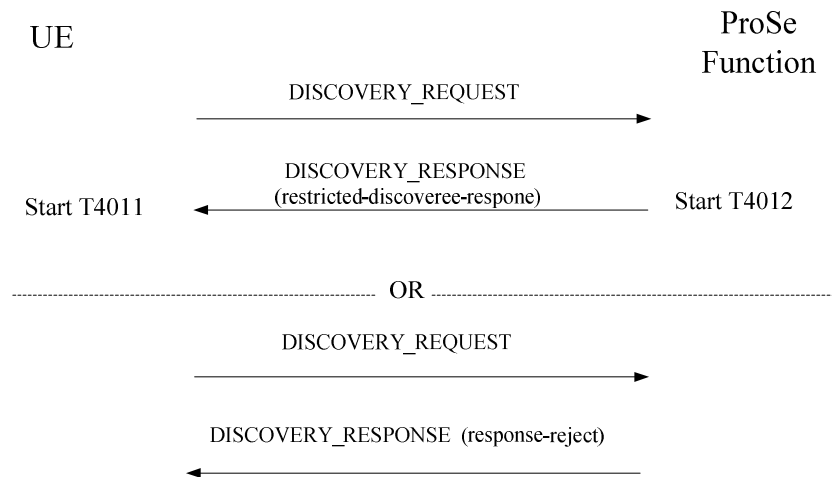 UE
ProSe
Function
DISCOVERY_REQUEST
DISCOVERY_RESPONSE
(restricted-discoveree-respone)
Start T4011
Start T4012
OR
DISCOVERY_REQUEST
DISCOVERY_RESPONSE (response-reject)